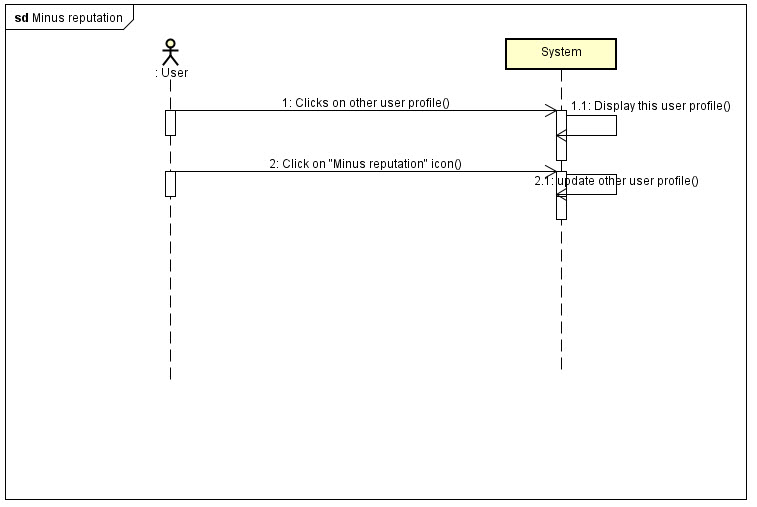 sd Minus reputation
: User
System
1: Clicks on other user profile()
1.1: Display this user profile()
2: Click on "Minus reputation" icon()
2.1: update other user profile()